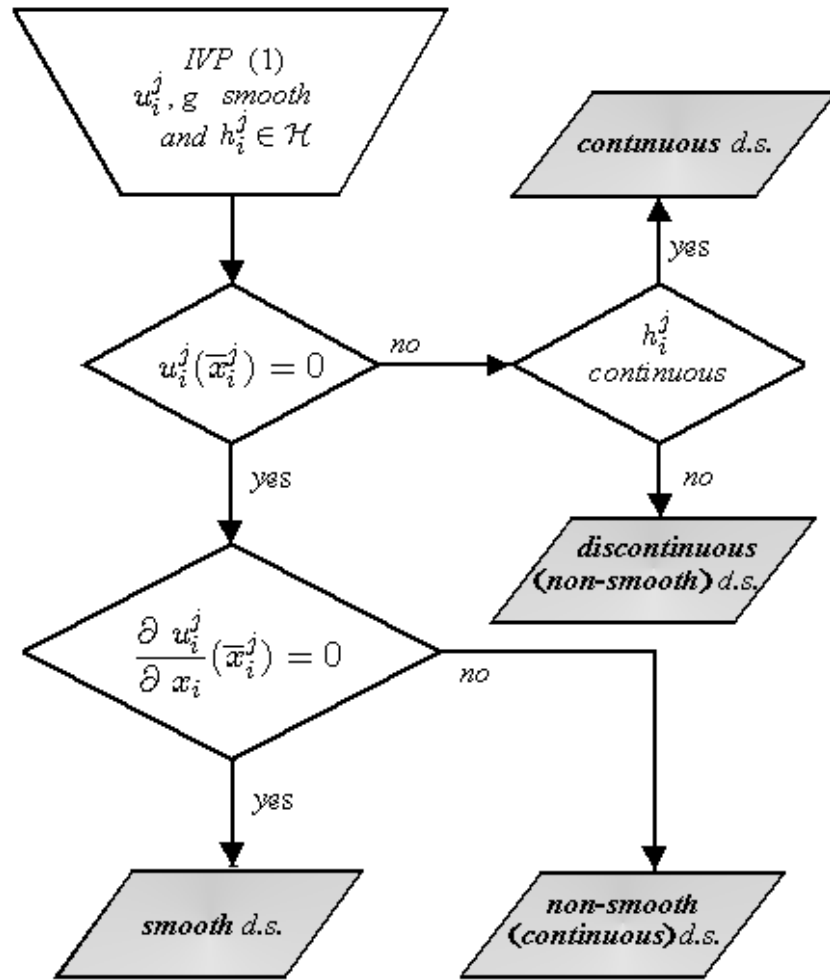 IVP (1)
u_i^j, g smooth
and h_i^j ∈ ℋ
continuous d.s.
yes
h_i^j
continuous
no
u_i^j(x̅_i^j) = 0
yes
no
discontinuous
(non-smooth) d.s.
∂ u_i^j
∂ x_i
(x̅_i^j) = 0
no
yes
smooth d.s.
non-smooth
(continuous) d.s.